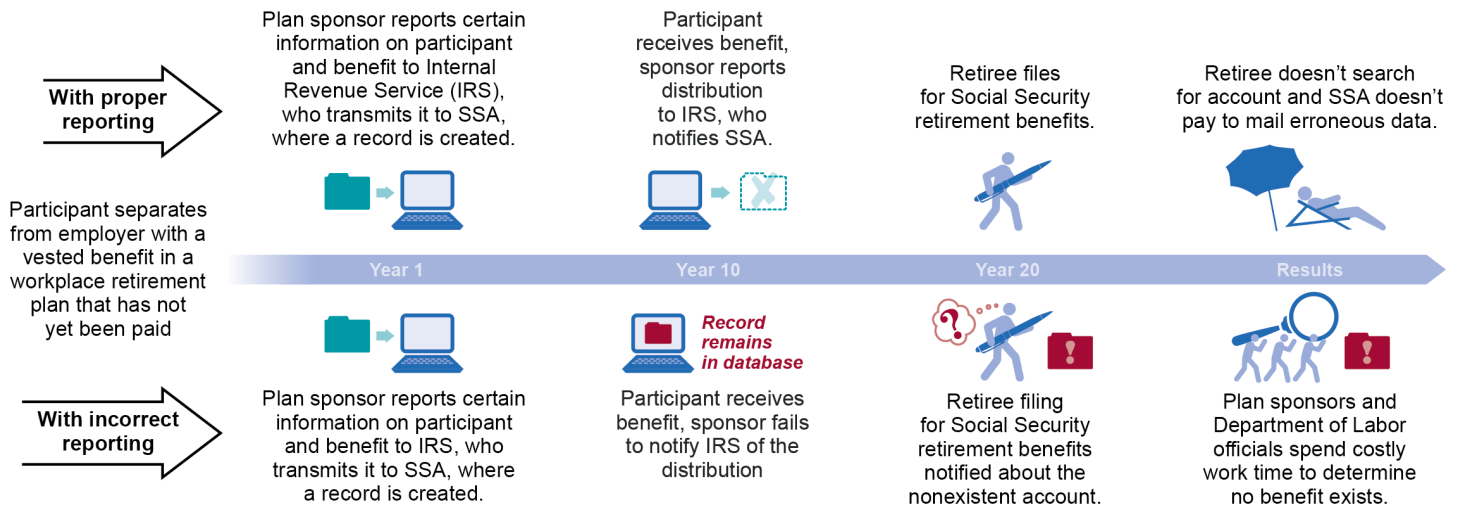 With proper
reporting
Plan sponsor reports certain
information on participant
and benefit to Internal
Revenue Service (IRS),
who transmits it to SSA,
where a record is created.
Participant
receives benefit,
sponsor reports
distribution
to IRS, who
notifies SSA.
Retiree files
for Social Security
retirement benefits.
Retiree doesn’t search
for account and SSA doesn’t
pay to mail erroneous data.
Participant separates
from employer with a
vested benefit in a
workplace retirement
plan that has not
yet been paid
Year 1
Year 10
Year 20
Results
?
Record
remains
in database
!
!
With incorrect
reporting
Plan sponsor reports certain
information on participant
and benefit to IRS, who
transmits it to SSA, where
a record is created.
Participant receives
benefit, sponsor fails
to notify IRS of the
distribution
Retiree filing
for Social Security
retirement benefits
notified about the
nonexistent account.
Plan sponsors and
Department of Labor
officials spend costly
work time to determine
no benefit exists.